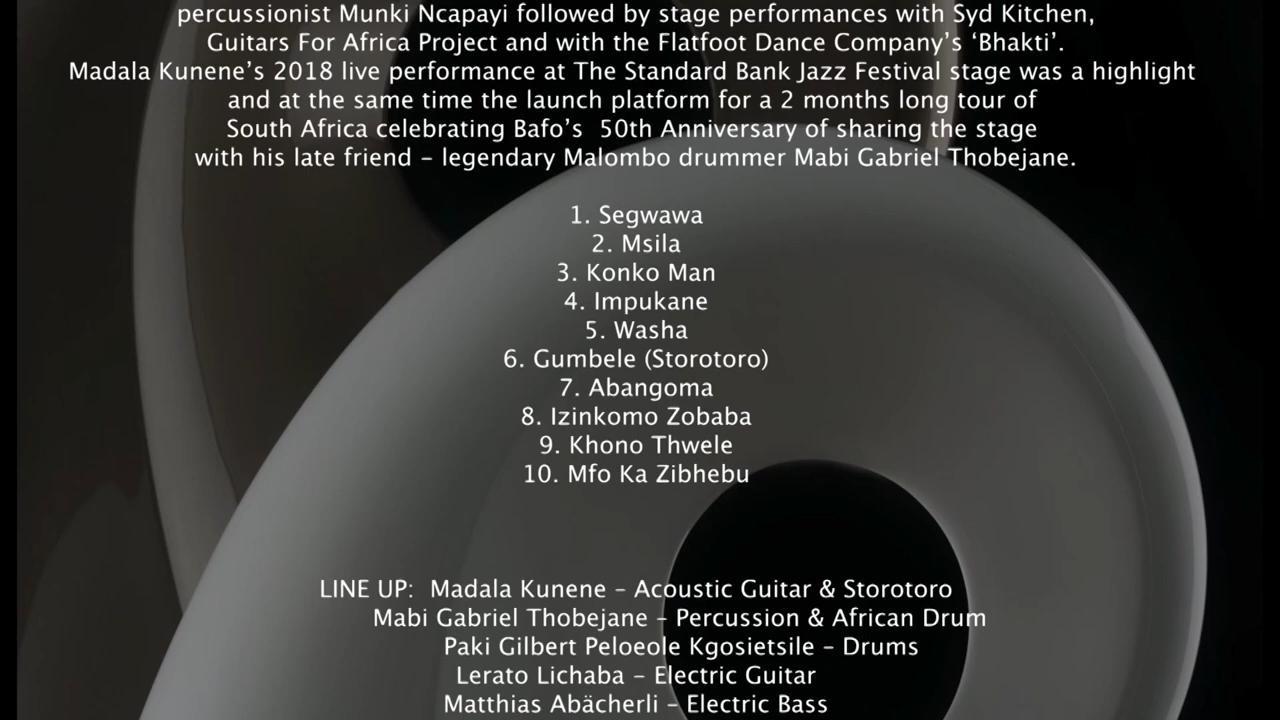 percussionist Munki Ncapayi followed by stage performances with Syd Kitchen,
Guitars For Africa Project and with the Flatfoot Dance Company’s ‘Bhakti’.
Madala Kunene’s 2018 live performance at The Standard Bank Jazz Festival stage was a highlight
and at the same time the launch platform for a 2 months long tour of
South Africa celebrating Bafo’s  50th Anniversary of sharing the stage
with his late friend – legendary Malombo drummer Mabi Gabriel Thobejane.
1. Segwawa
2. Msila
3. Konko Man
4. Impukane
5. Washa
6. Gumbele (Storotoro)
7. Abangoma
8. Izinkomo Zobaba
9. Khono Thwele
10. Mfo Ka Zibhebu
LINE UP:  Madala Kunene – Acoustic Guitar & Storotoro
Mabi Gabriel Thobejane – Percussion & African Drum
Paki Gilbert Peloeole Kgosietsile – Drums
Lerato Lichaba – Electric Guitar
Matthias Abächerli – Electric Bass